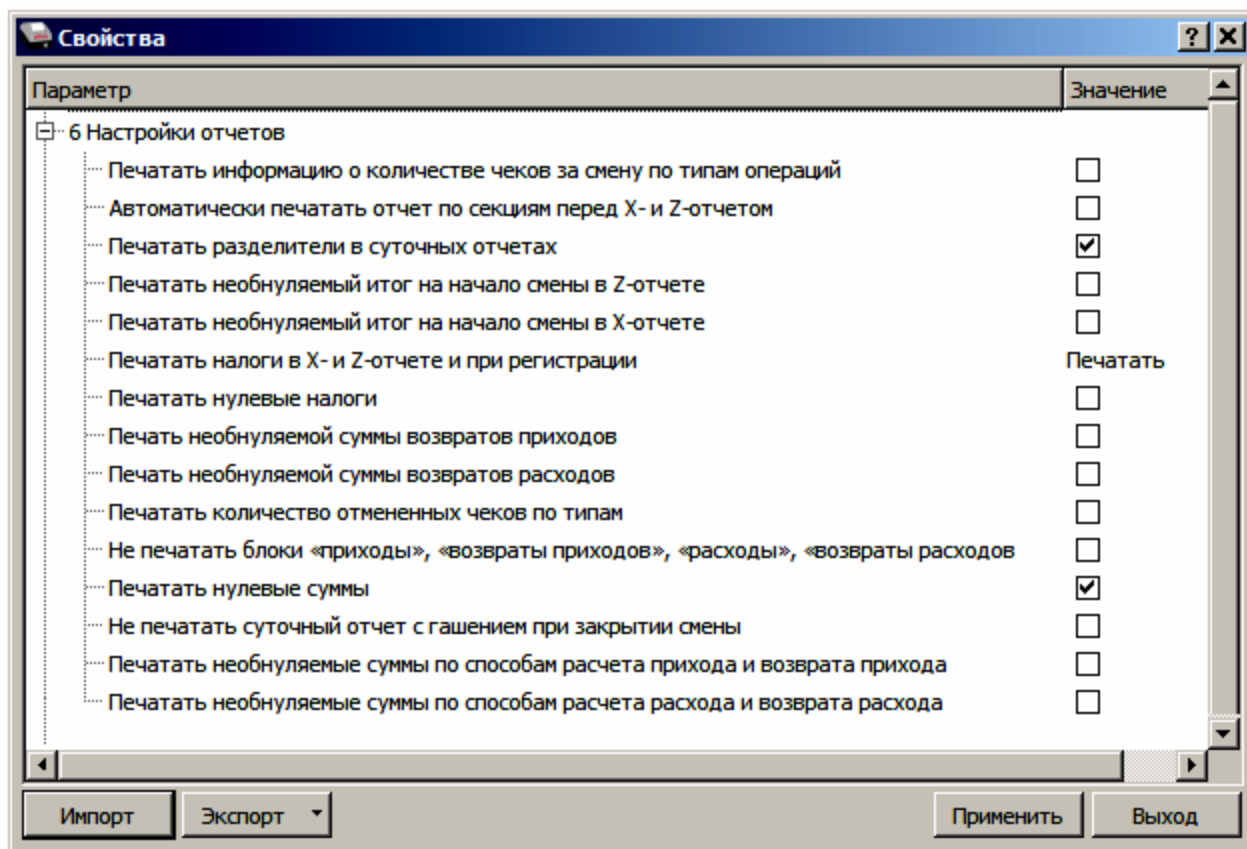 Свойства
Параметр Значение
6 Настройки отчетов
Печатать информацию о количестве чеков за смену по типам операций
Автоматически печатать отчет по секциям перед X- и Z-отчетом
Печатать разделители в суточных отчетах
Печатать необнуляемый итог на начало смены в Z-отчете
Печатать необнуляемый итог на начало смены в X-отчете
Печатать налоги в X- и Z-отчете и при регистрации Печатать
Печатать нулевые налоги
Печать необнуляемой суммы возвратов приходов
Печать необнуляемой суммы возвратов расходов
Печатать количество отмененных чеков по типам
Не печатать блоки «приходы», «возвраты приходов», «расходы», «возвраты расходов
Печатать нулевые суммы
Не печатать суточный отчет с гашением при закрытии смены
Печатать необнуляемые суммы по способам расчета прихода и возврата прихода
Печатать необнуляемые суммы по способам расчета расхода и возврата расхода
Импорт Экспорт Применить Выход